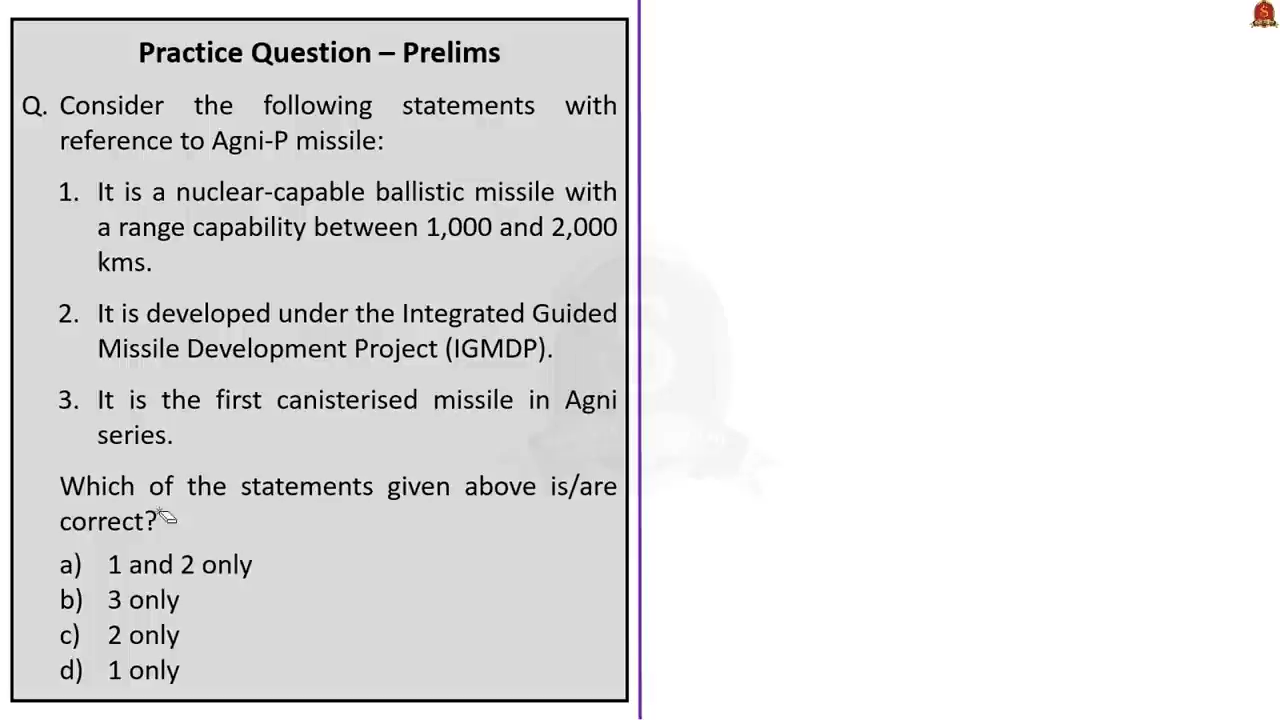 Practice Question – Prelims
Q. Consider the following statements with
reference to Agni-P missile:
1. It is a nuclear-capable ballistic missile with
a range capability between 1,000 and 2,000
kms.
2. It is developed under the Integrated Guided
Missile Development Project (IGMDP).
3. It is the first canisterised missile in Agni
series.
Which of the statements given above is/are
correct?
a) 1 and 2 only
b) 3 only
c) 2 only
d) 1 only